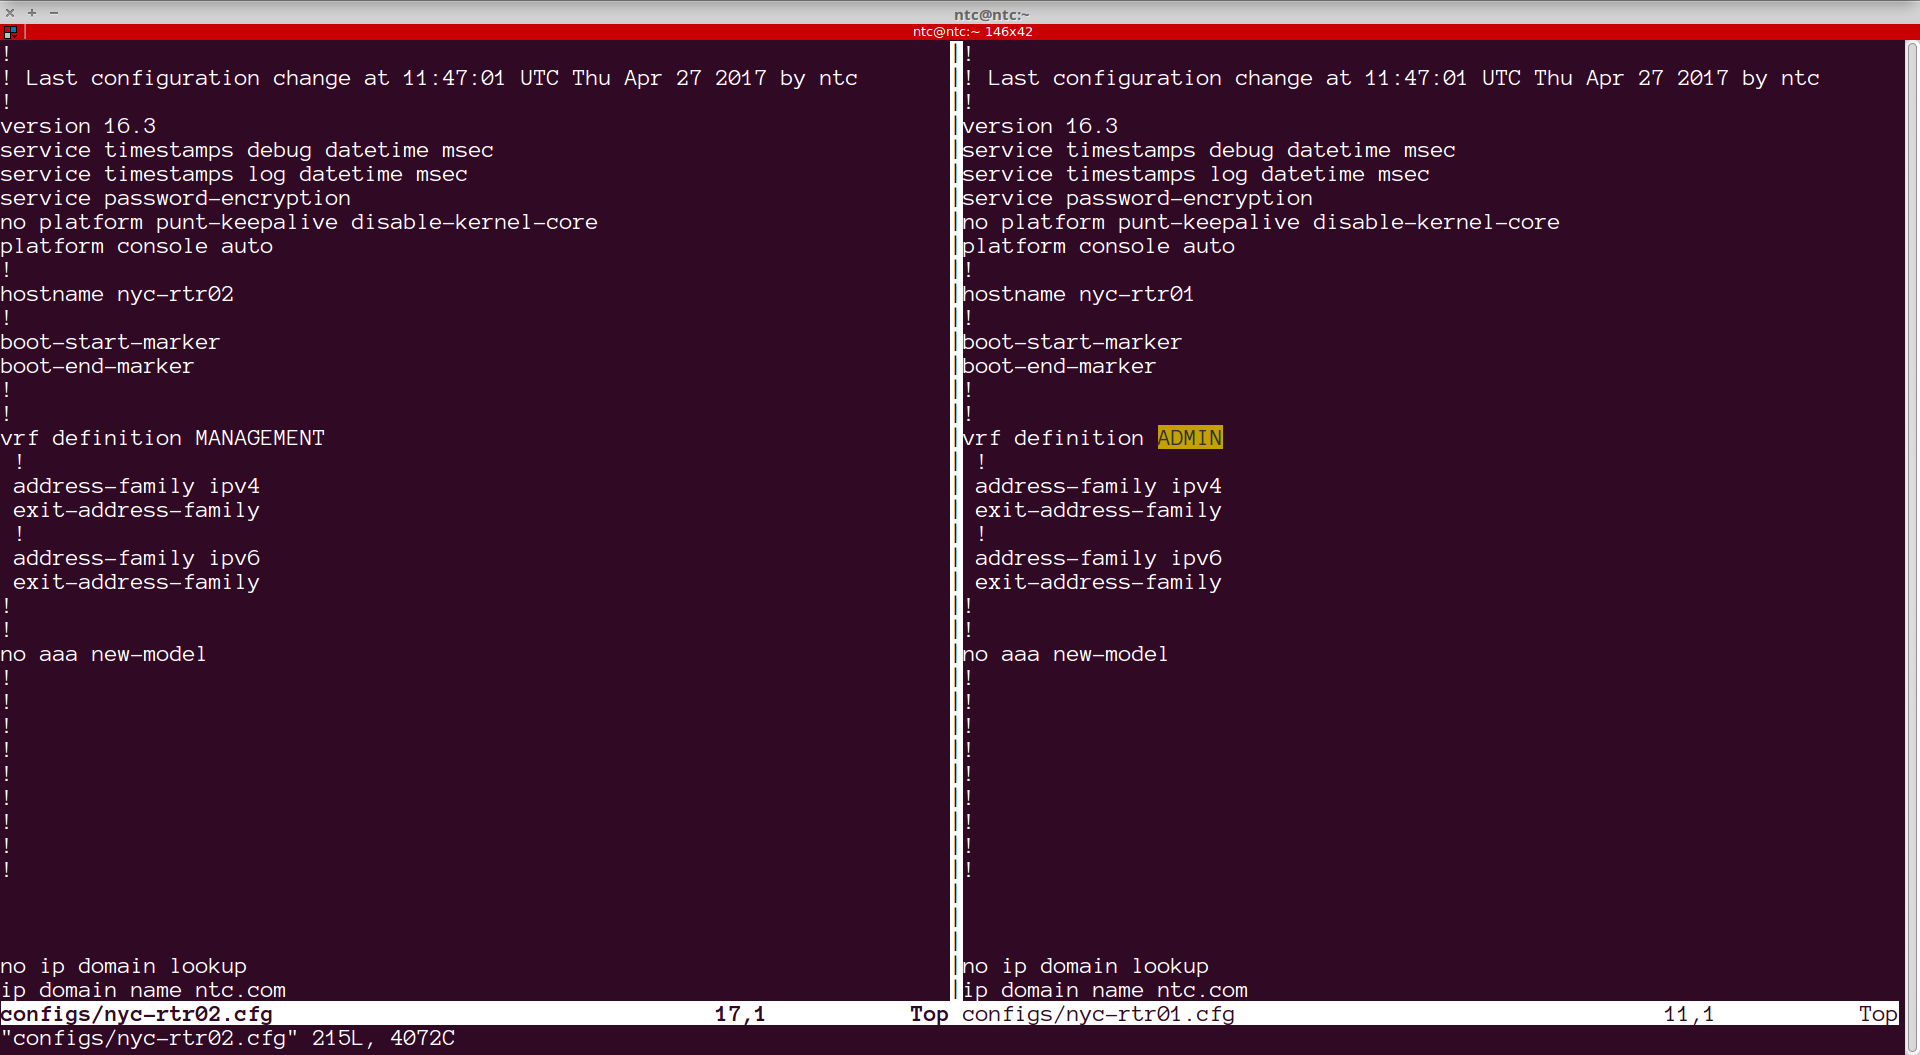 ntc@ntc:~
ntc@ntc:~ 146x42
!
! Last configuration change at 11:47:01 UTC Thu Apr 27 2017 by ntc
!
version 16.3
service timestamps debug datetime msec
service timestamps log datetime msec
service password-encryption
no platform punt-keepalive disable-kernel-core
platform console auto
!
hostname nyc-rtr02
!
boot-start-marker
boot-end-marker
!
!
vrf definition MANAGEMENT
 !
 address-family ipv4
 exit-address-family
 !
 address-family ipv6
 exit-address-family
!
!
no aaa new-model
!
!
!
!
!
!
!
!
!
no ip domain lookup
ip domain name ntc.com
configs/nyc-rtr02.cfg 17,1 Top
!
! Last configuration change at 11:47:01 UTC Thu Apr 27 2017 by ntc
!
version 16.3
service timestamps debug datetime msec
service timestamps log datetime msec
service password-encryption
no platform punt-keepalive disable-kernel-core
platform console auto
!
hostname nyc-rtr01
!
boot-start-marker
boot-end-marker
!
!
vrf definition ADMIN
 !
 address-family ipv4
 exit-address-family
 !
 address-family ipv6
 exit-address-family
!
!
no aaa new-model
!
!
!
!
!
!
!
!
!
no ip domain lookup
ip domain name ntc.com
configs/nyc-rtr01.cfg 11,1 Top
"configs/nyc-rtr02.cfg" 215L, 4072C